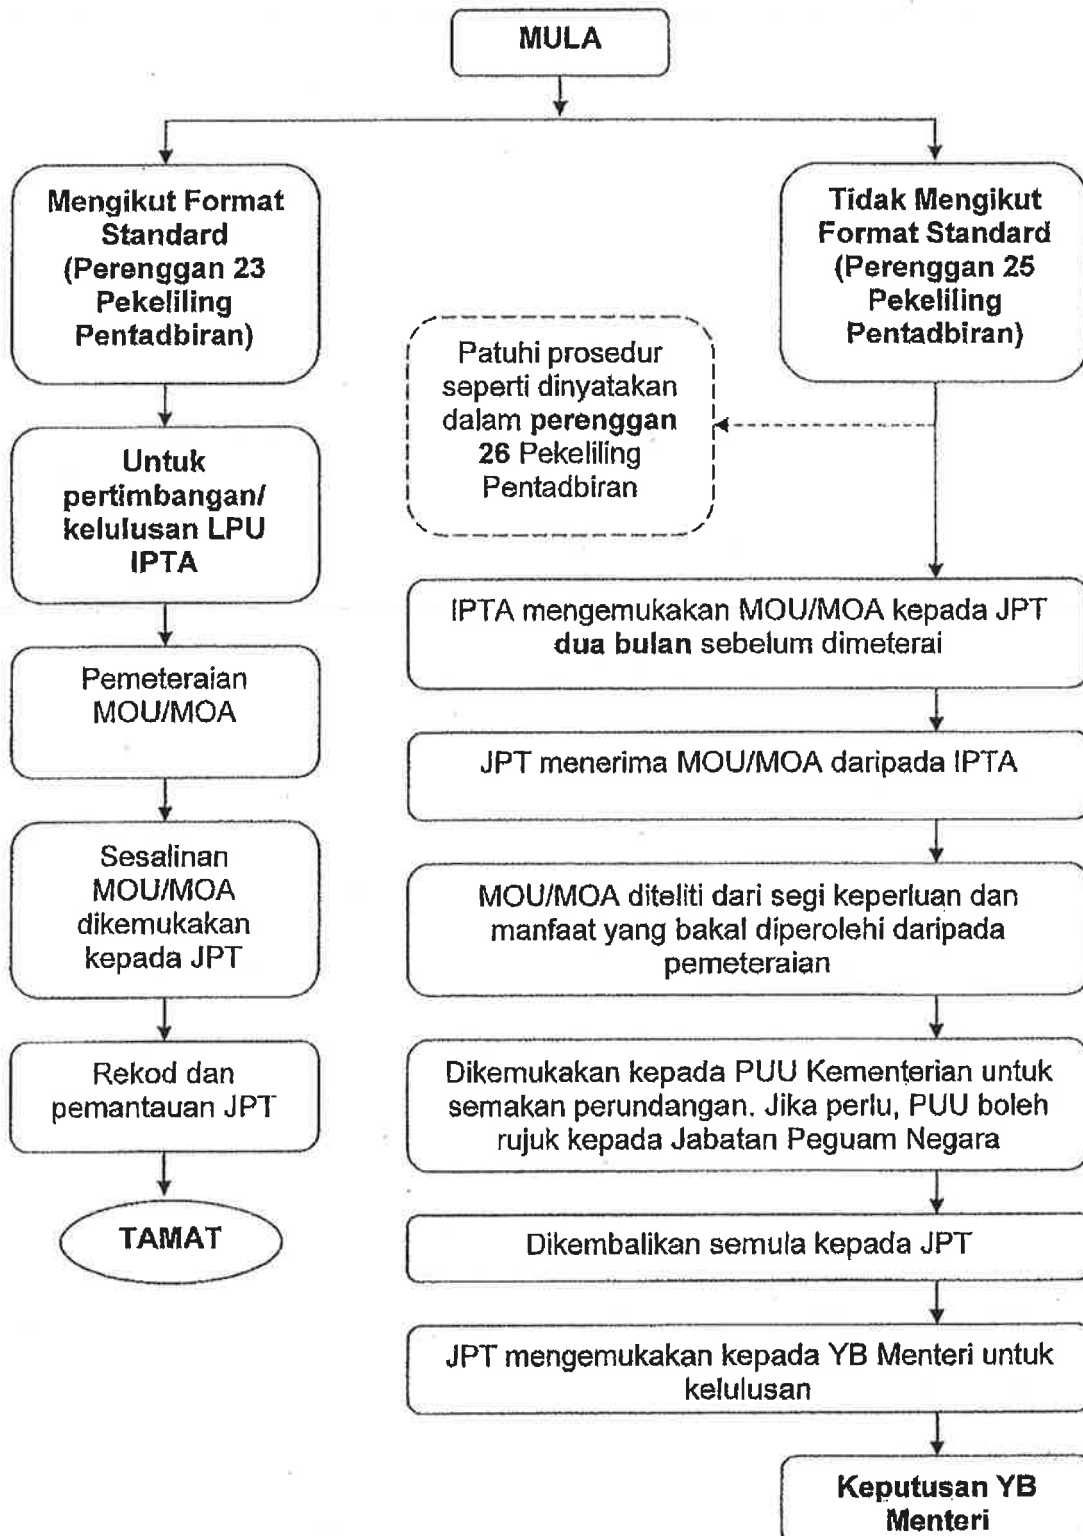 MULA
Mengikut Format
Standard
(Perenggan 23
Pekeliling
Pentadbiran)
Untuk
pertimbangan/
kelulusan LPU
IPTA
Pemeteraian
MOU/MOA
Sesalinan
MOU/MOA
dikemukakan
kepada JPT
Rekod dan
pemantauan JPT
TAMAT
Tidak Mengikut
Format Standard
(Perenggan 25
Pekeliling
Pentadbiran)
Patuhi prosedur
seperti dinyatakan
dalam perenggan
26 Pekeliling
Pentadbiran
IPTA mengemukakan MOU/MOA kepada JPT
dua bulan sebelum dimeterai
JPT menerima MOU/MOA daripada IPTA
MOU/MOA diteliti dari segi keperluan dan
manfaat yang bakal diperolehi daripada
pemeteraian
Dikemukakan kepada PUU Kementerian untuk
semakan perundangan. Jika perlu, PUU boleh
rujuk kepada Jabatan Peguam Negara
Dikembalikan semula kepada JPT
JPT mengemukakan kepada YB Menteri untuk
kelulusan
Keputusan YB
Menteri